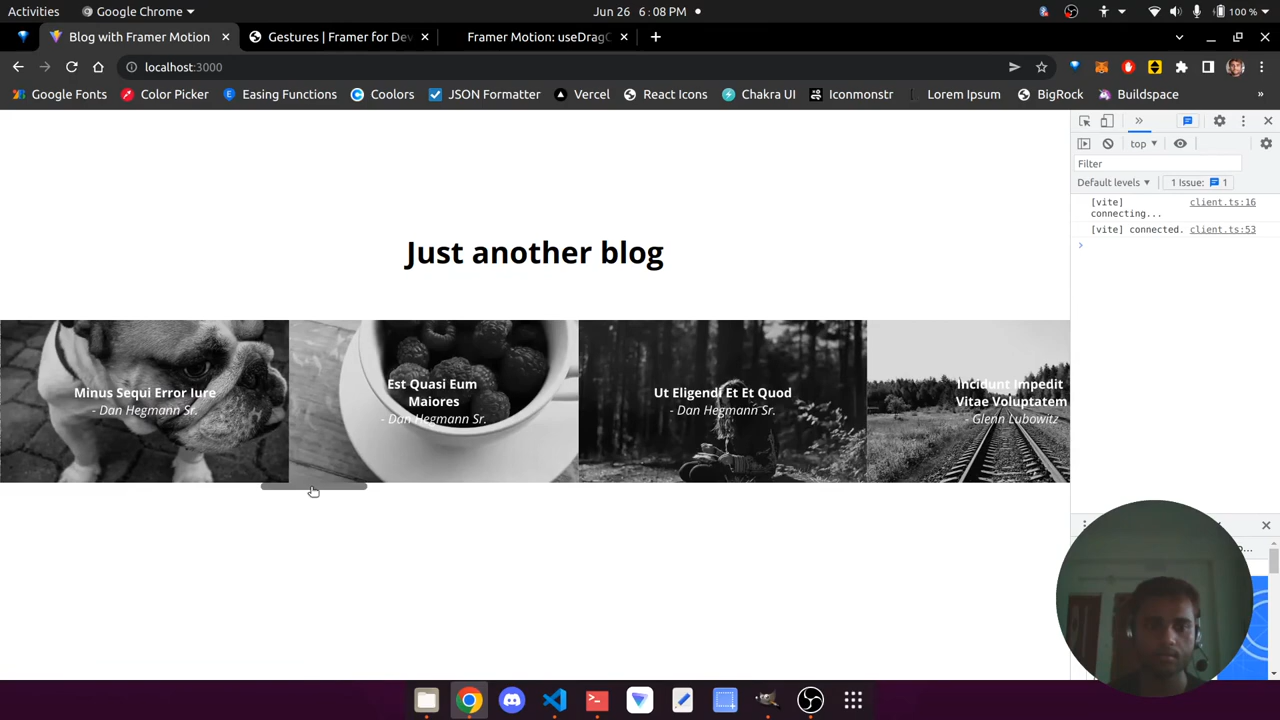 Activities
Google Chrome
Jun 26 6:08 PM
100 %
Blog with Framer Motion
Gestures | Framer for Dev
Framer Motion: useDragC
localhost:3000
Google Fonts
Color Picker
Easing Functions
Coolors
JSON Formatter
Vercel
React Icons
Chakra UI
Iconmonstr
Lorem Ipsum
BigRock
Buildspace
»
»
top
Filter
Default levels
1 Issue: 1
[vite] connecting...
client.ts:16
[vite] connected.
client.ts:53
Just another blog
Minus Sequi Error Iure
- Dan Hegmann Sr.
Est Quasi Eum
Maiores
- Dan Hegmann Sr.
Ut Eligendi Et Et Quod
- Dan Hegmann Sr.
Incidunt Impedit
Vitae Voluptatem
- Glenn Lubowitz